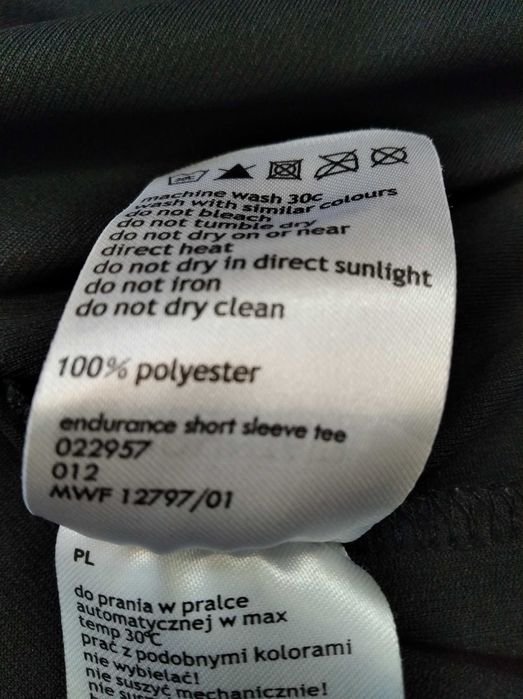 30c
machine wash 30c
wash with similar colours
do not bleach
do not tumble dry
do not dry on or near
direct heat
do not dry in direct sunlight
do not iron
do not dry clean
100% polyester
endurance short sleeve tee
022957
012
MWF 12797/01
PL
do prania w pralce
automatycznej w max
temp 30°C
prać z podobnymi kolorami
nie wybielać!
nie suszyć mechanicznie!